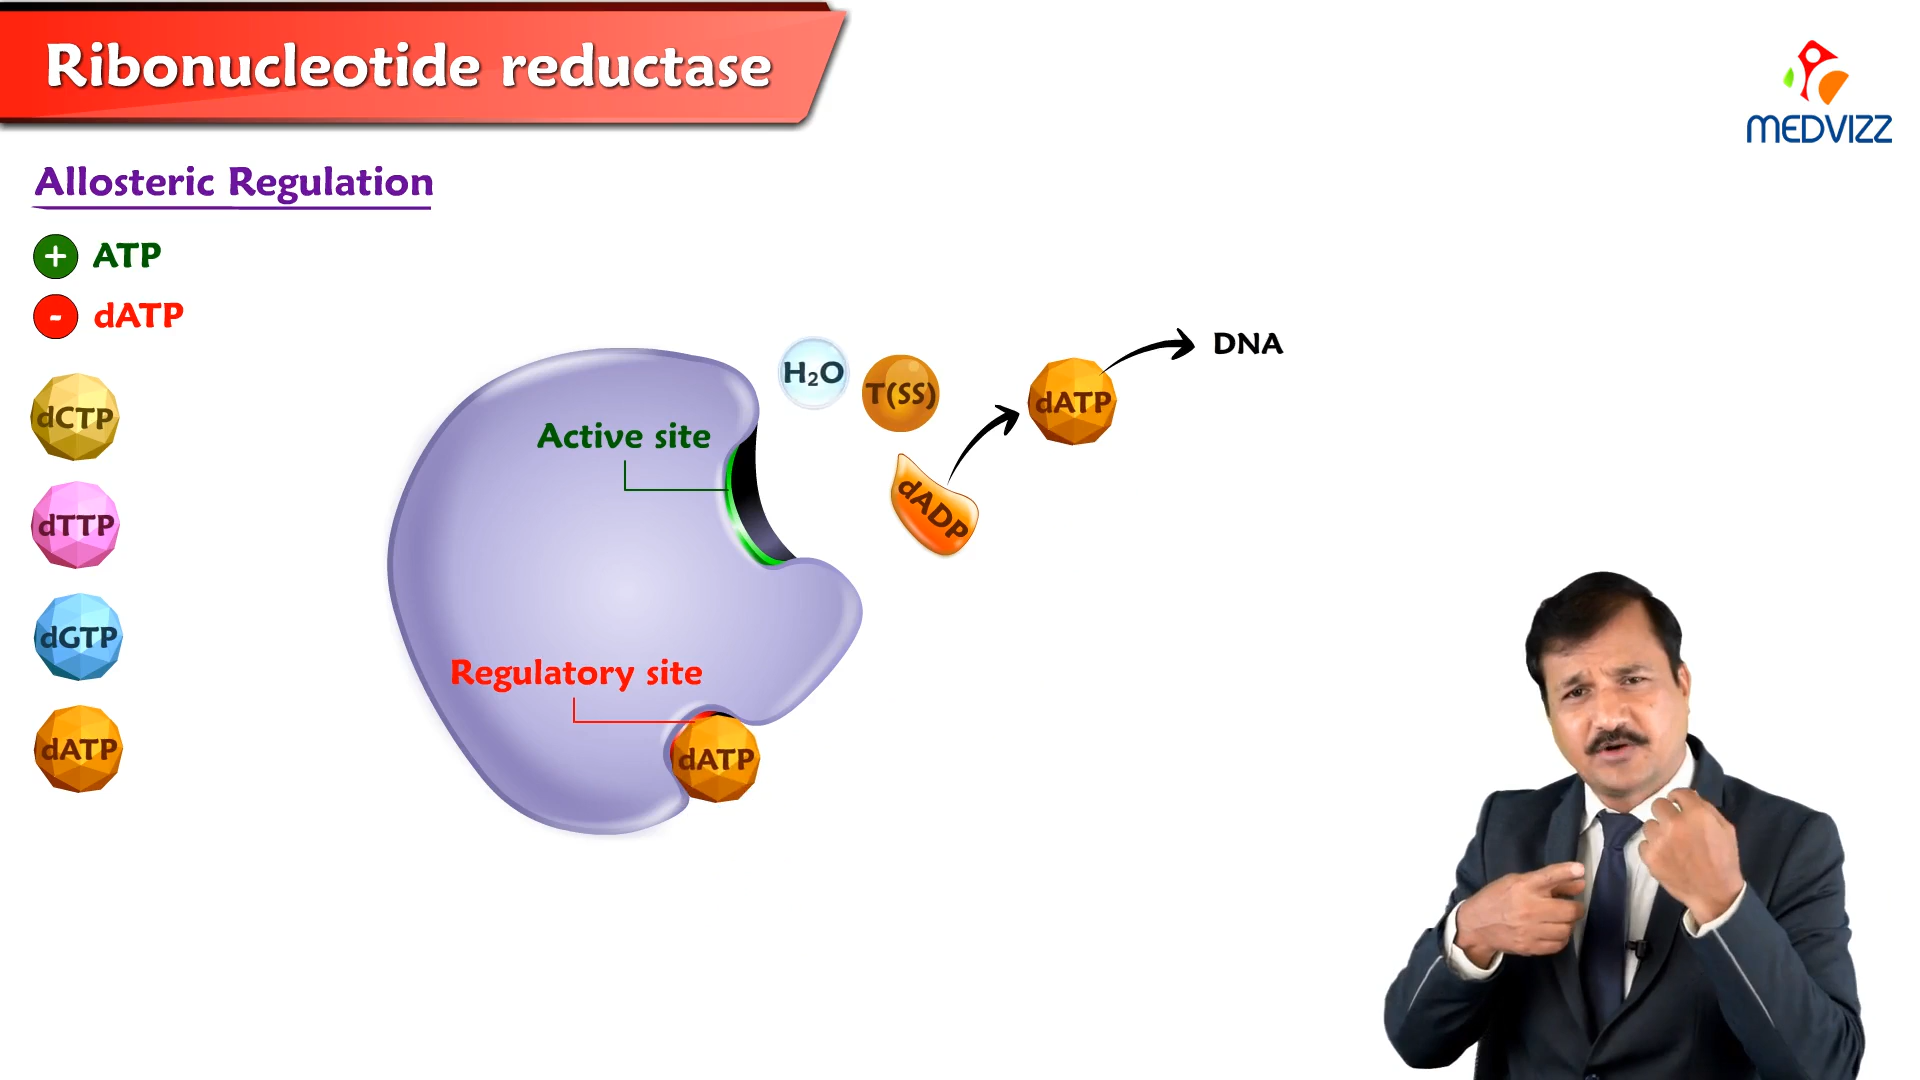 Ribonucleotide reductase
MEDVIZZ
Allosteric Regulation
+ ATP
- dATP
dCTP
dTTP
dGTP
dATP
Active site
Regulatory site
dATP
H₂O
T(SS)
dADP
dATP
DNA